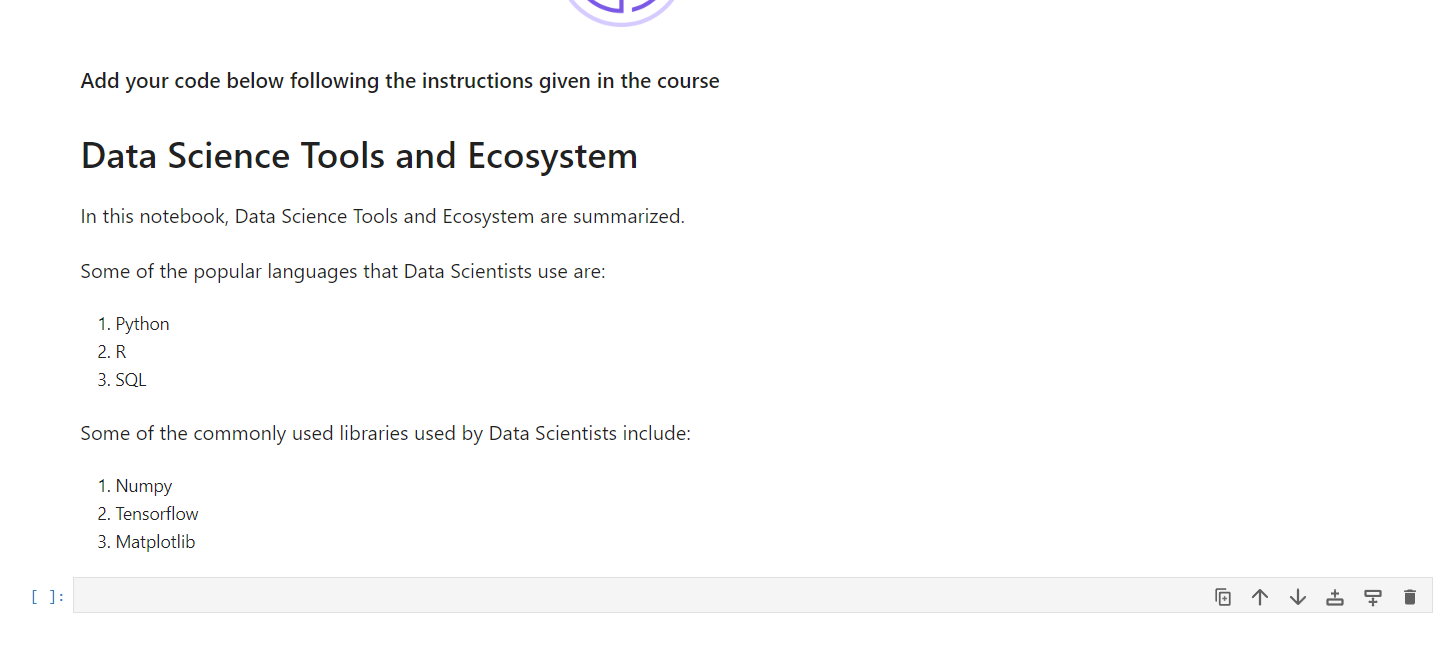 Add your code below following the instructions given in the course
Data Science Tools and Ecosystem
In this notebook, Data Science Tools and Ecosystem are summarized.
Some of the popular languages that Data Scientists use are:
1. Python
2. R
3. SQL
Some of the commonly used libraries used by Data Scientists include:
1. Numpy
2. Tensorflow
3. Matplotlib
[ ]: